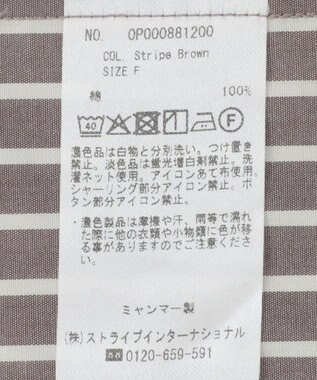 NO. OP000881200
COL. Stripe Brown
SIZE F
綿 100%
40
F
濃色品は白物と分別洗い。つけ置き
禁止。淡色品は蛍光増白剤禁止。洗
濯ネット使用。アイロンあて布使用。
シャーリング部分アイロン禁止。ボ
タン部分アイロン禁止。
・濃色製品は摩擦や汗、雨等で濡れ
た際に他の衣類や小物類に色が移
る事がありますのでご注意くださ
い。
ミャンマー製
(株)ストライプインターナショナル
0120-659-591